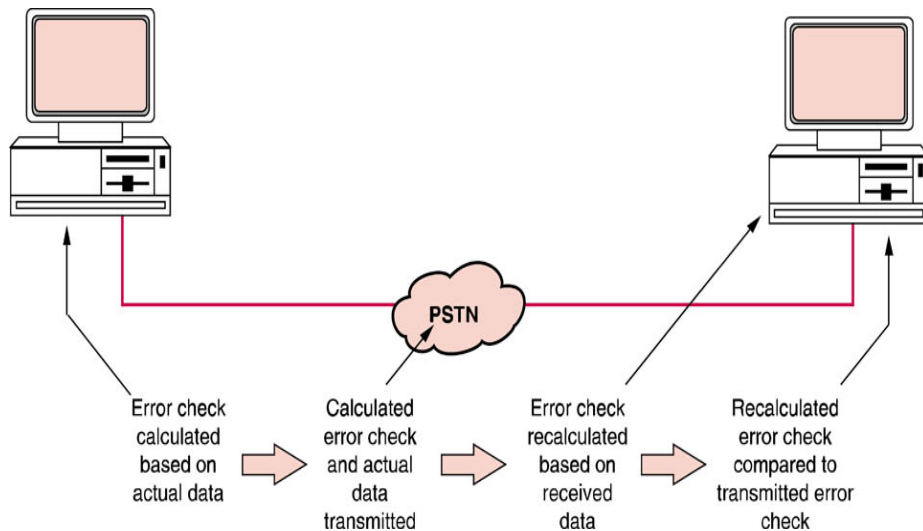 PSTN
Error check
calculated
based on
actual data
Calculated
error check
and actual
data
transmitted
Error check
recalculated
based on
received
data
Recalculated
error check
compared to
transmitted error
check